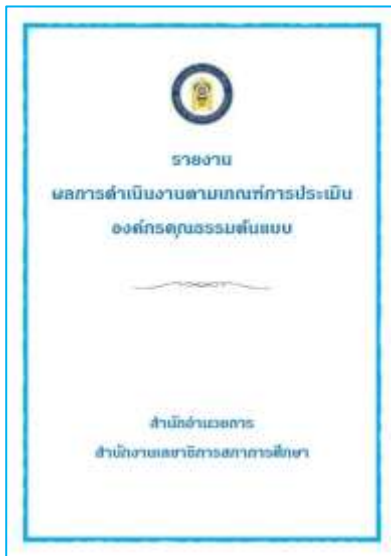 รายงาน
ผลการดำเนินงานตามเกณฑ์การประเมิน
องค์กรคุณธรรมต้นแบบ
สำนักอำนวยการ
สำนักงานเลขาธิการสภาการศึกษา